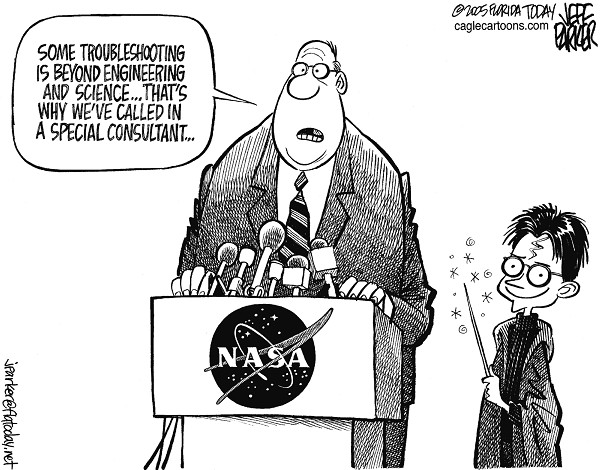 © 2005 FLORIDA TODAY
caglecartoons.com
JEFF
PARKER
SOME TROUBLESHOOTING
IS BEYOND ENGINEERING
AND SCIENCE... THAT'S
WHY WE'VE CALLED IN
A SPECIAL CONSULTANT...
NASA
jparker@flatoday.net